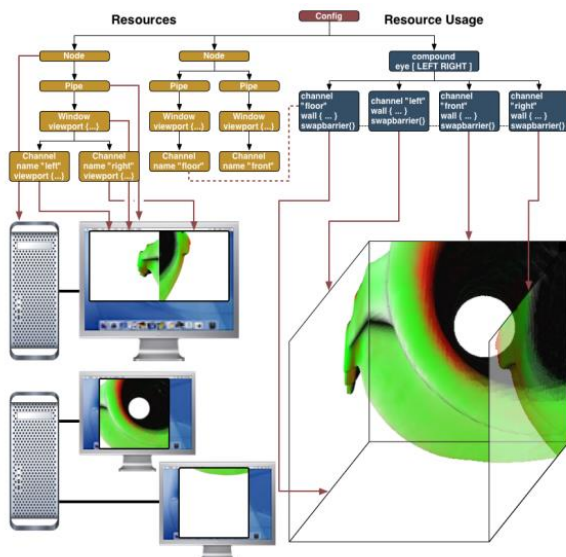 Resources
Config
Resource Usage
Node
Node
compound
eye [ LEFT RIGHT ]
Pipe
Pipe
Pipe
channel
"floor"
wall { ... }
swapbarrier{}
channel "left"
wall { ... }
swapbarrier{}
channel
"front"
wall { ... }
swapbarrier{}
channel
"right"
wall { ... }
swapbarrier{}
Window
viewport (...)
Window
viewport (...)
Window
viewport (...)
Channel
name "left"
viewport (...)
Channel
name "right"
viewport (...)
Channel
name "floor"
Channel
name "front"